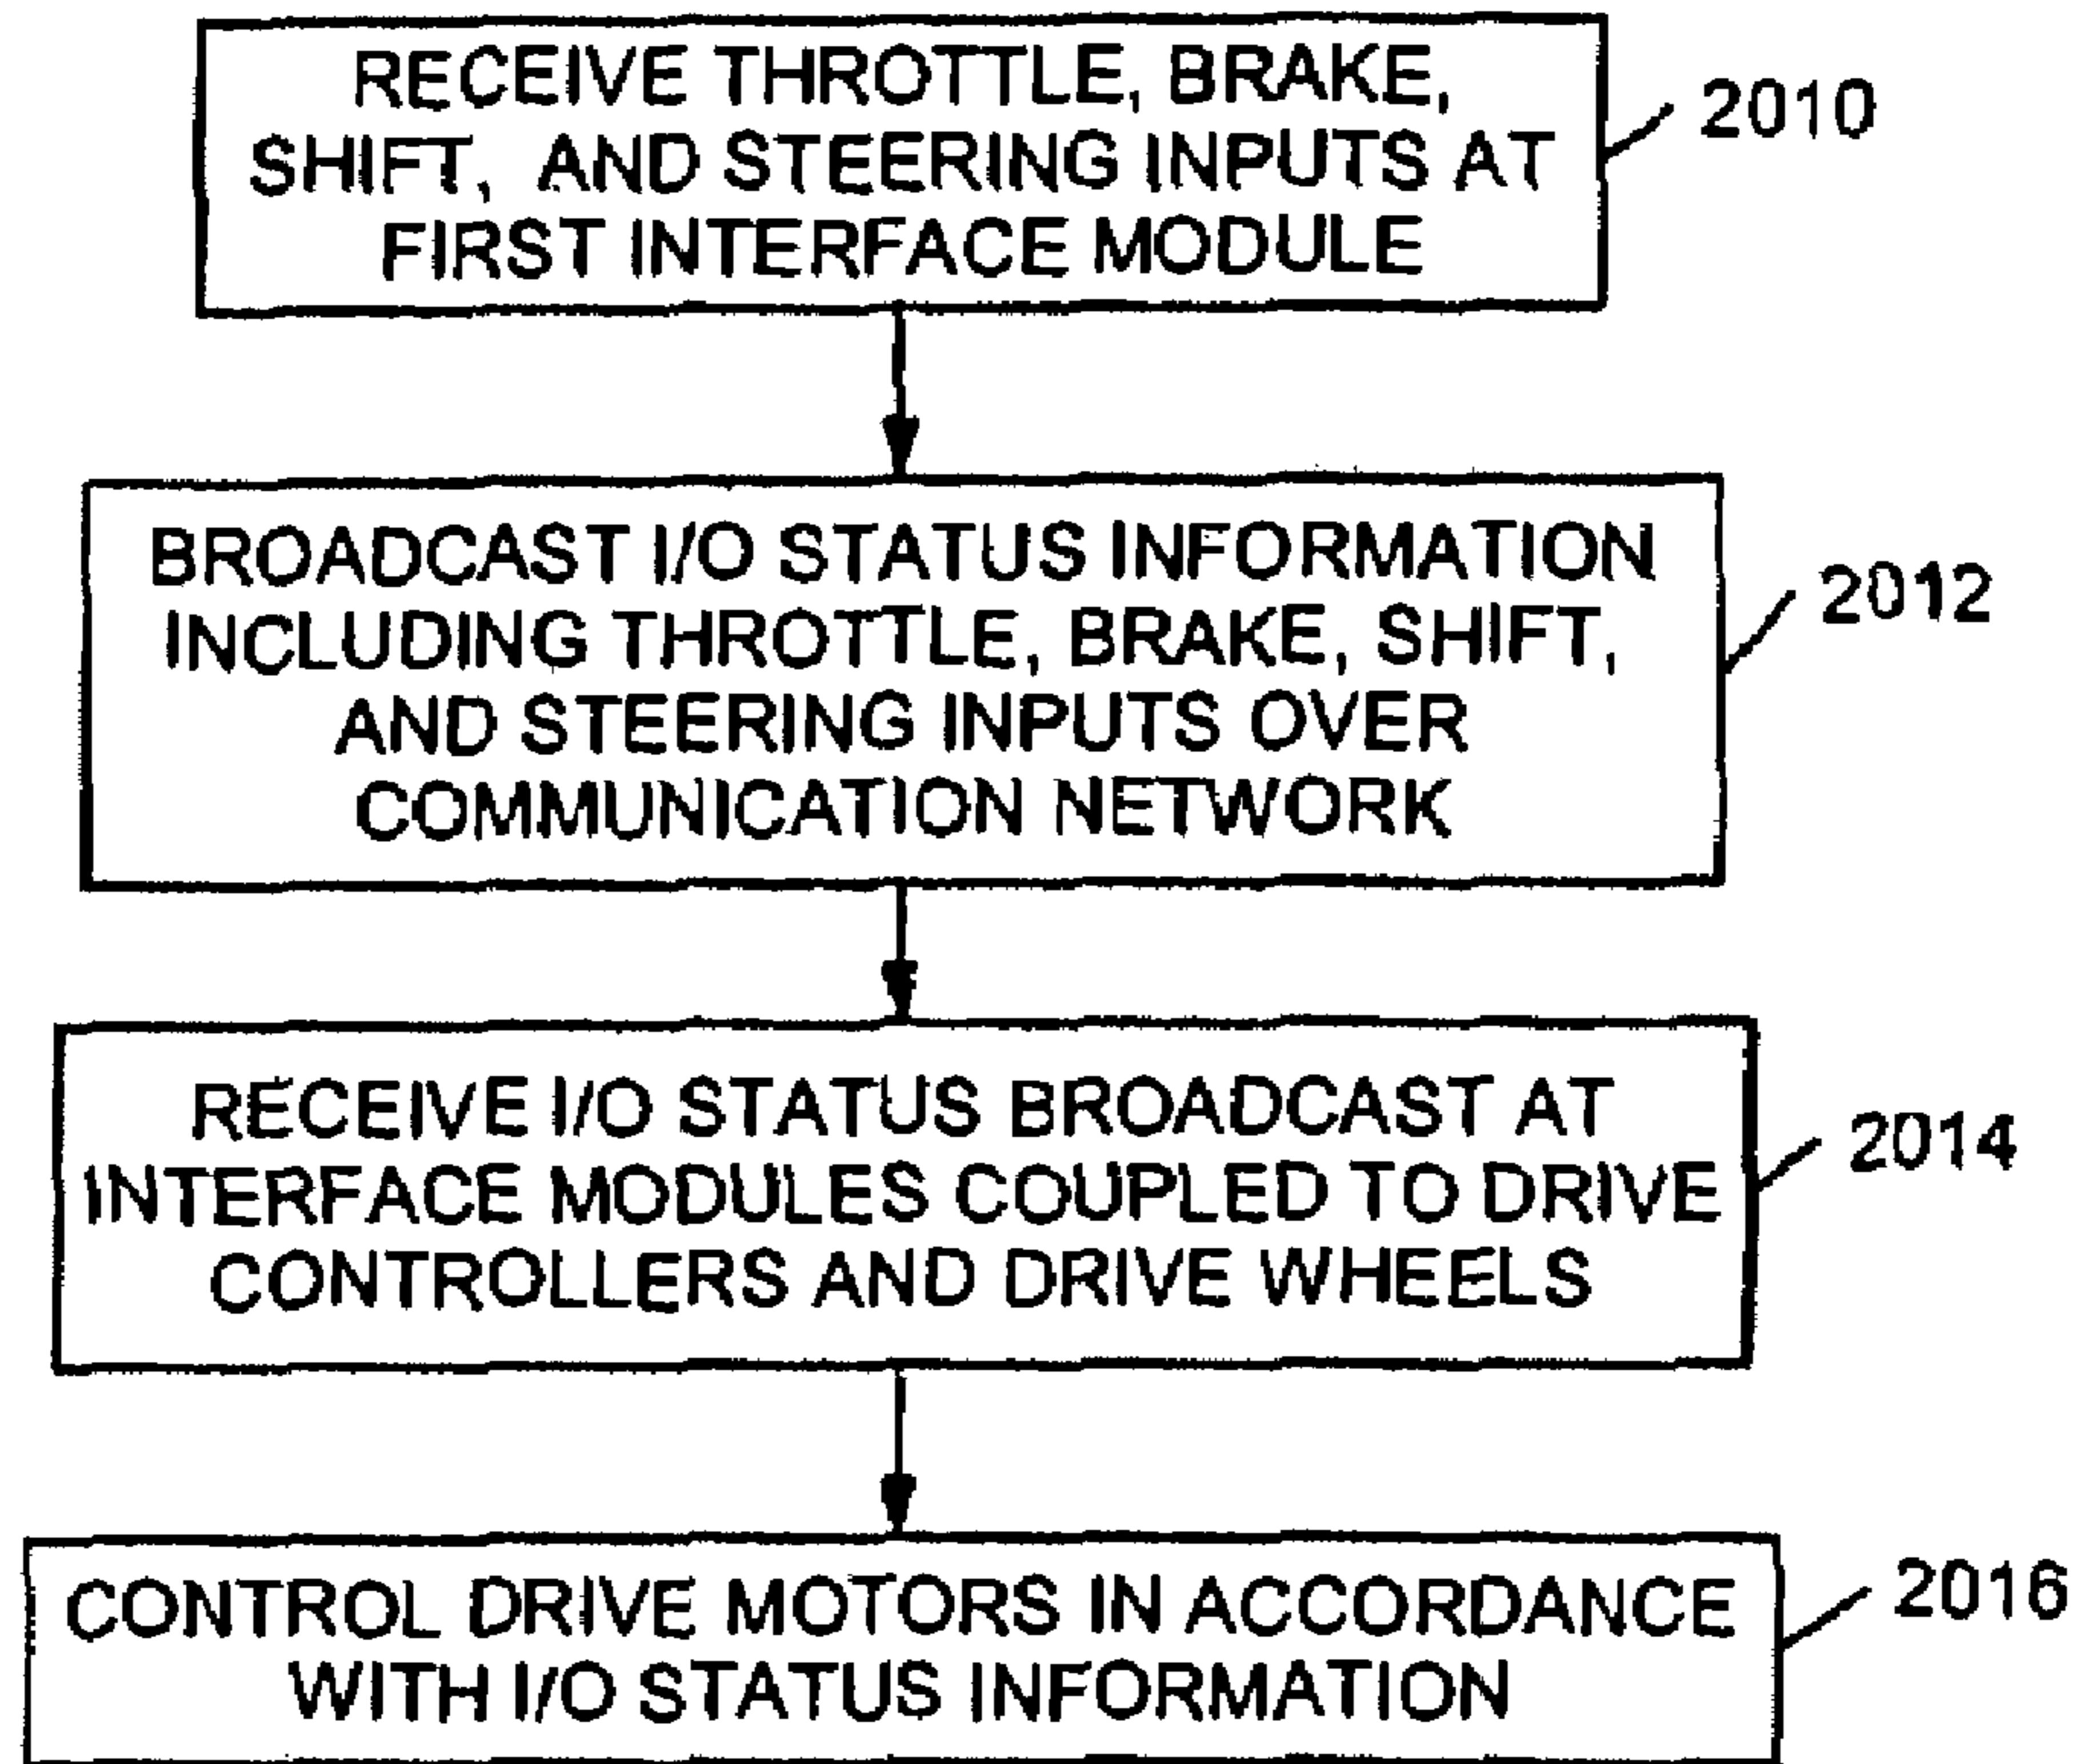 RECEIVE THROTTLE, BRAKE,
SHIFT, AND STEERING INPUTS AT
FIRST INTERFACE MODULE
2010
BROADCAST I/O STATUS INFORMATION
INCLUDING THROTTLE, BRAKE, SHIFT,
AND STEERING INPUTS OVER
COMMUNICATION NETWORK
2012
RECEIVE I/O STATUS BROADCAST AT
INTERFACE MODULES COUPLED TO DRIVE
CONTROLLERS AND DRIVE WHEELS
2014
CONTROL DRIVE MOTORS IN ACCORDANCE
WITH I/O STATUS INFORMATION
2016